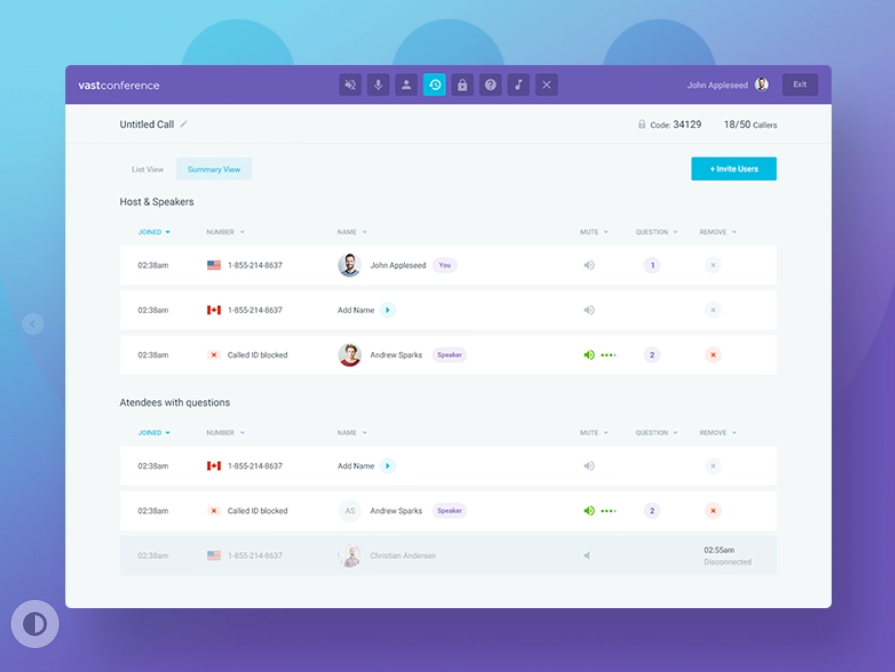 vastconference
John Appleseed
Exit
Untitled Call
Code: 34129
18/50 Callers
List View
Summary View
+ Invite Users
Host & Speakers
JOINED NUMBER NAME MUTE QUESTION REMOVE
02:38am 1-855-214-8637 John Appleseed You 1
02:38am 1-855-214-8637 Add Name
02:38am Called ID blocked Andrew Sparks Speaker 2
Atendees with questions
JOINED NUMBER NAME MUTE QUESTION REMOVE
02:38am 1-855-214-8637 Add Name
02:38am Called ID blocked AS Andrew Sparks Speaker 2
02:38am 1-855-214-8637 Christian Andersen 02:55am
Disconnected